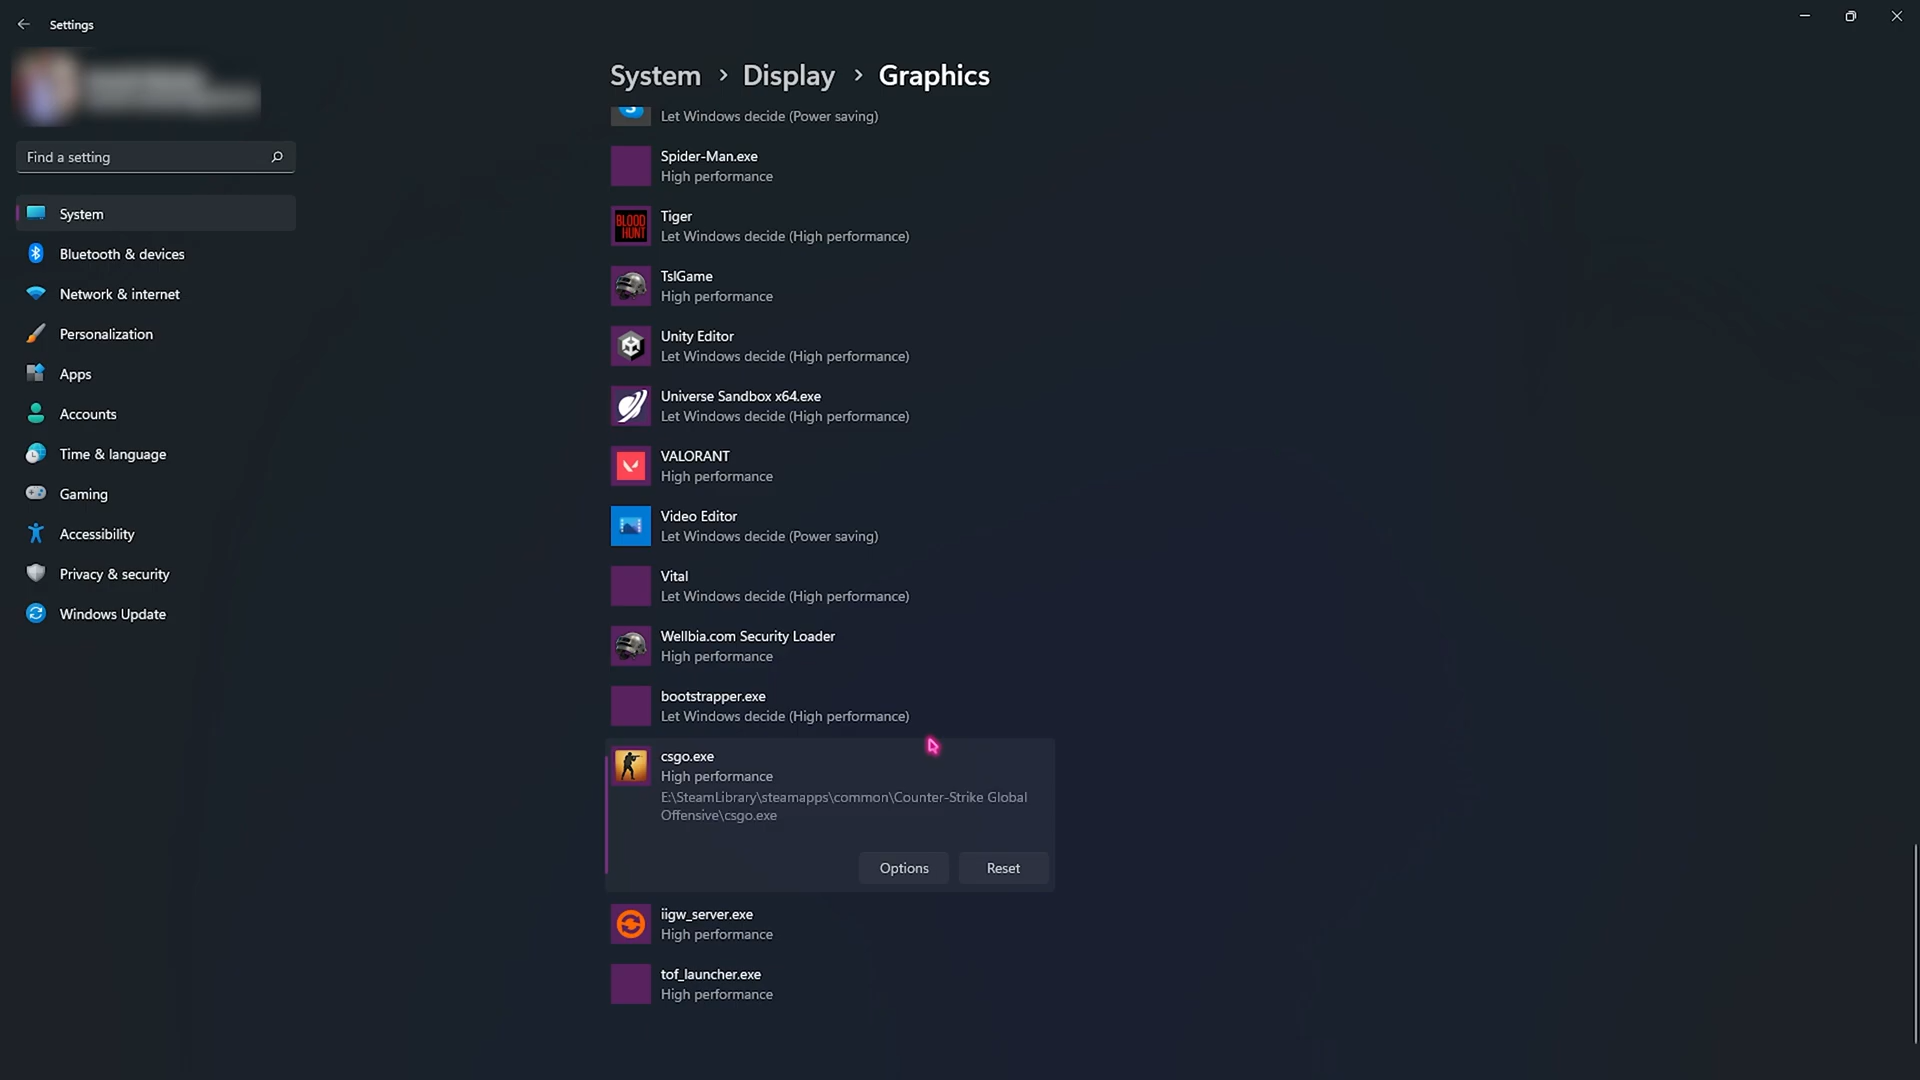 Settings
Find a setting
System
Bluetooth & devices
Network & internet
Personalization
Apps
Accounts
Time & language
Gaming
Accessibility
Privacy & security
Windows Update
System > Display > Graphics
Let Windows decide (Power saving)
Spider-Man.exe
High performance
BLOOD
HUNT
Tiger
Let Windows decide (High performance)
TslGame
High performance
Unity Editor
Let Windows decide (High performance)
Universe Sandbox x64.exe
Let Windows decide (High performance)
VALORANT
High performance
Video Editor
Let Windows decide (Power saving)
Vital
Let Windows decide (High performance)
Wellbia.com Security Loader
High performance
bootstrapper.exe
Let Windows decide (High performance)
csgo.exe
High performance
E:\SteamLibrary\steamapps\common\Counter-Strike Global
Offensive\csgo.exe
Options
Reset
iigw_server.exe
High performance
tof_launcher.exe
High performance